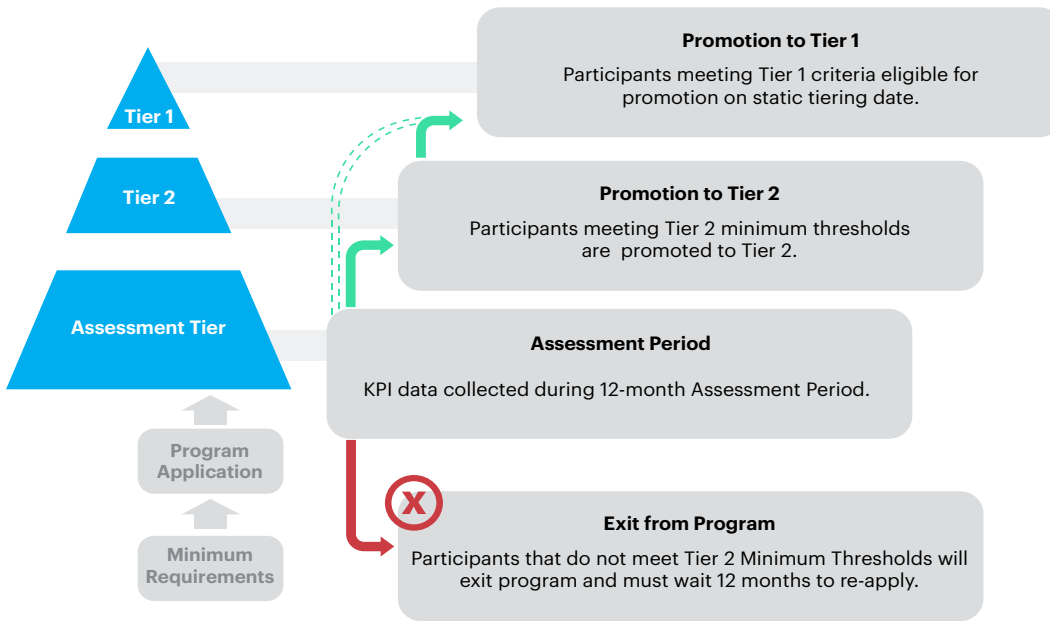 Promotion to Tier 1
Participants meeting Tier 1 criteria eligible for
promotion on static tiering date.
Tier 1
Promotion to Tier 2
Participants meeting Tier 2 minimum thresholds
are promoted to Tier 2.
Tier 2
Assessment Tier
Assessment Period
KPI data collected during 12-month Assessment Period.
Program
Application
X
Exit from Program
Participants that do not meet Tier 2 Minimum Thresholds will
exit program and must wait 12 months to re-apply.
Minimum
Requirements